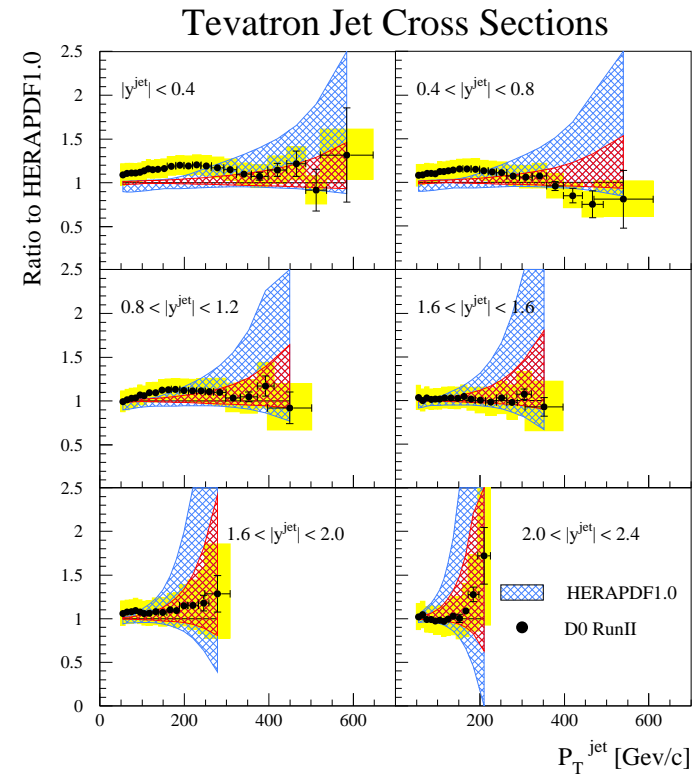 Tevatron Jet Cross Sections
Ratio to HERAPDF1.0
2.5
2
1.5
1
0.5
|y^jet| < 0.4
0.4 < |y^jet| < 0.8
2.5
2
1.5
1
0.5
0.8 < |y^jet| < 1.2
1.6 < |y^jet| < 1.6
2.5
2
1.5
1
0.5
0
1.6 < |y^jet| < 2.0
2.0 < |y^jet| < 2.4
HERAPDF1.0
D0 RunII
0 200 400 600 200 400 600
P_T^jet [Gev/c]